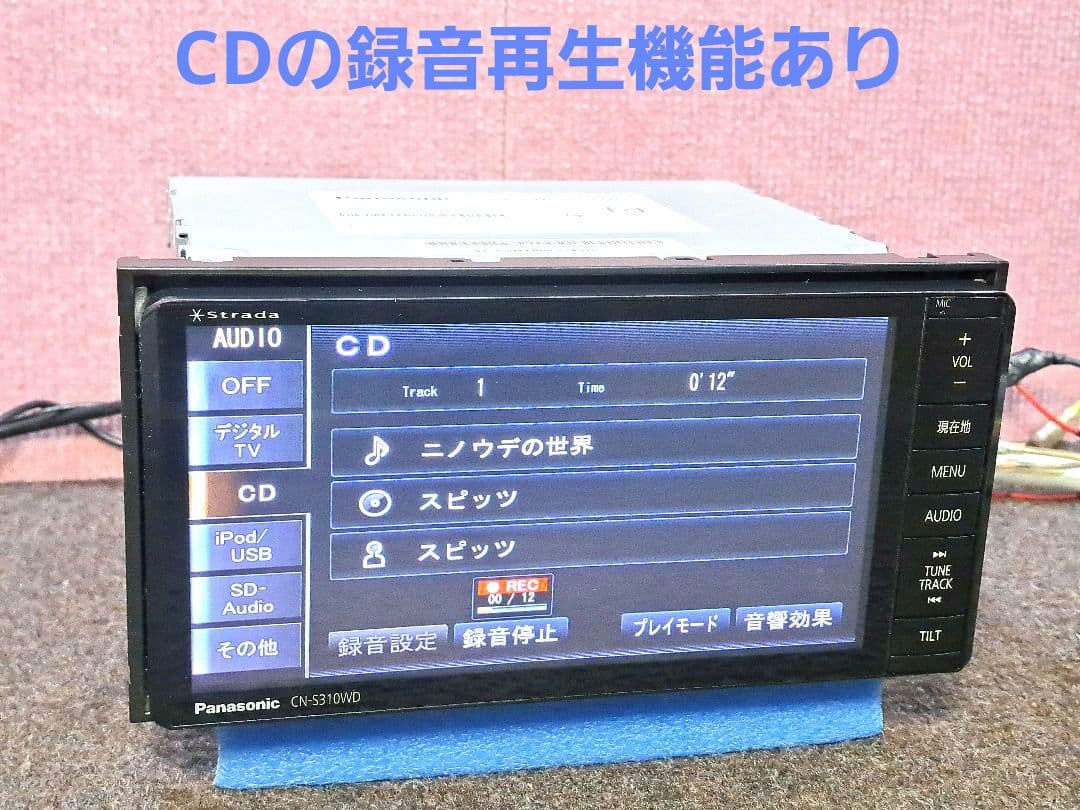 CDの録音再生機能あり
Panasonic
Strada
AUDIO
OFF
デジタル
TV
CD
iPod/
USB
SD-
Audio
その他
CD
Track 1 Time 0'12"
ニノウデの世界
スピッツ
スピッツ
REC
00 / 12
録音設定 録音停止 プレイモード 音響効果
MIC
+
VOL
−
現在地
MENU
AUDIO
TUNE
TRACK
TILT
Panasonic CN-S310WD